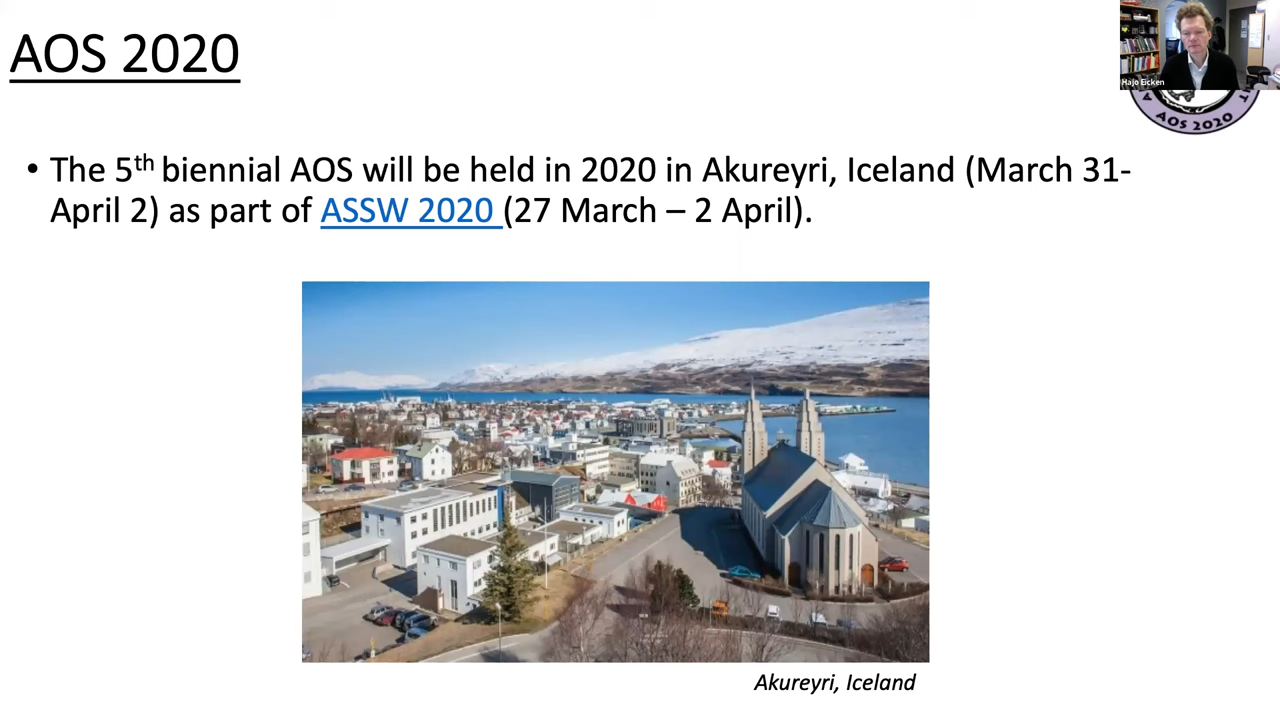 AOS 2020
Hajo Eicken
AOS 2020
• The 5th biennial AOS will be held in 2020 in Akureyri, Iceland (March 31-
April 2) as part of ASSW 2020 (27 March – 2 April).
Akureyri, Iceland